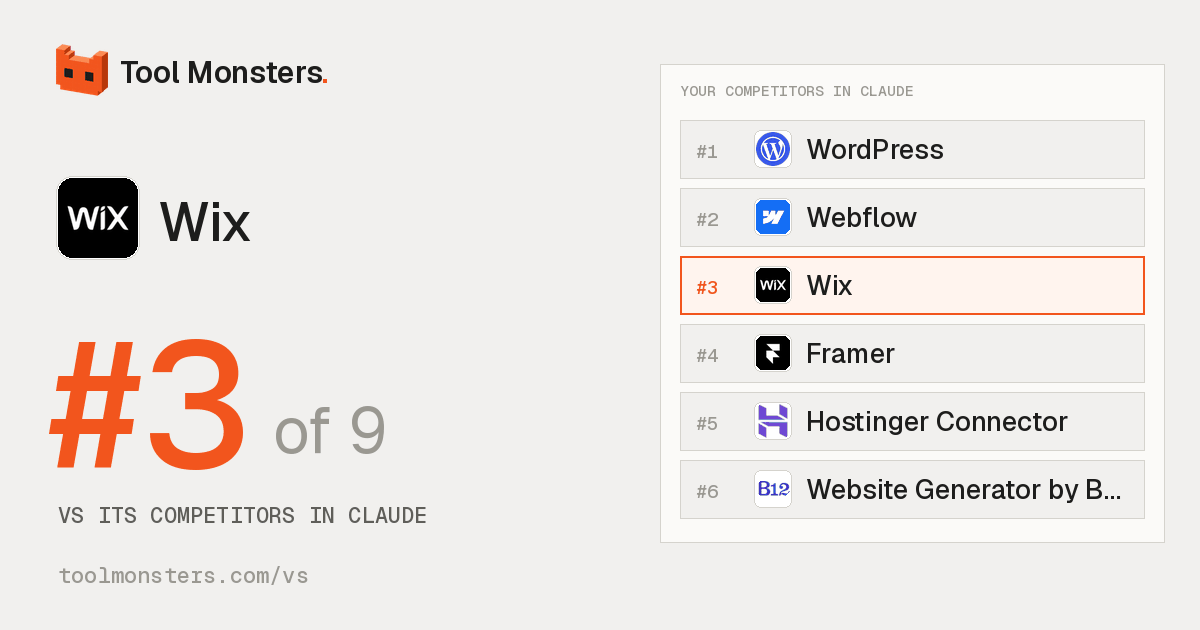 Tool Monsters.
WiX
Wix
#3 of 9
VS ITS COMPETITORS IN CLAUDE
toolmonsters.com/vs
YOUR COMPETITORS IN CLAUDE
#1 WordPress
#2 Webflow
#3 WiX Wix
#4 Framer
#5 Hostinger Connector
#6 B12 Website Generator by B...